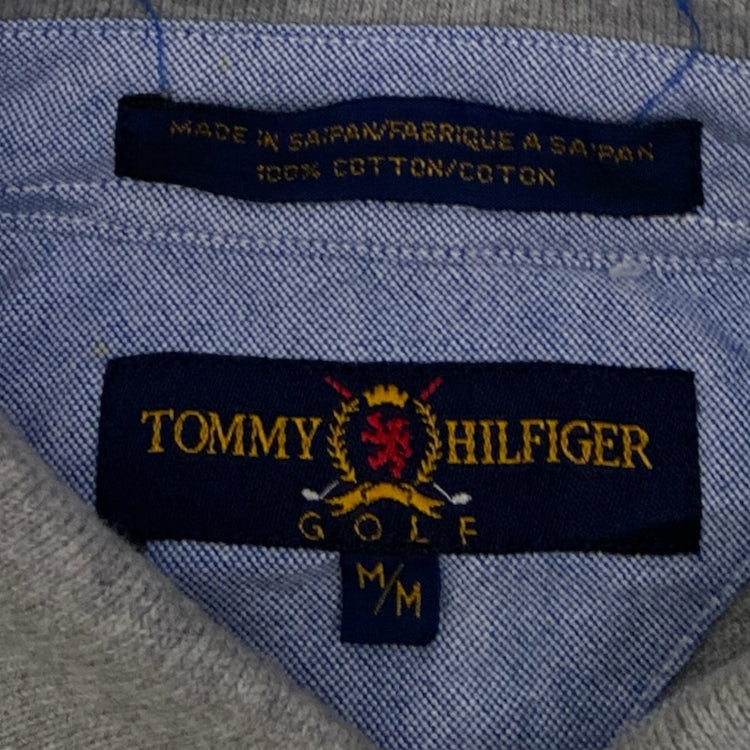 MADE IN SAIPAN/FABRIQUE A SAIPAN
100% COTTON/COTON
TOMMY HILFIGER
GOLF
M/M